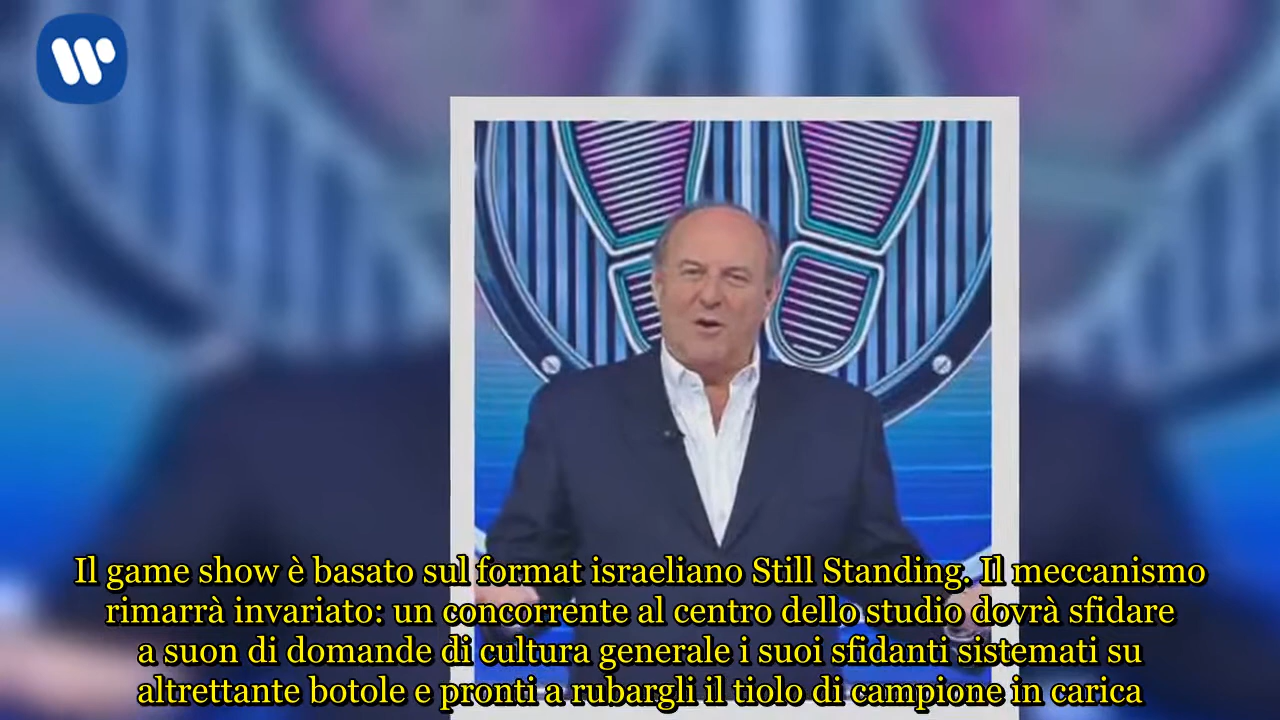 Il game show è basato sul format israeliano Still Standing. Il meccanismo
rimarrà invariato: un concorrente al centro dello studio dovrà sfidare
a suon di domande di cultura generale i suoi sfidanti sistemati su
altrettante botole e pronti a rubargli il tiolo di campione in carica